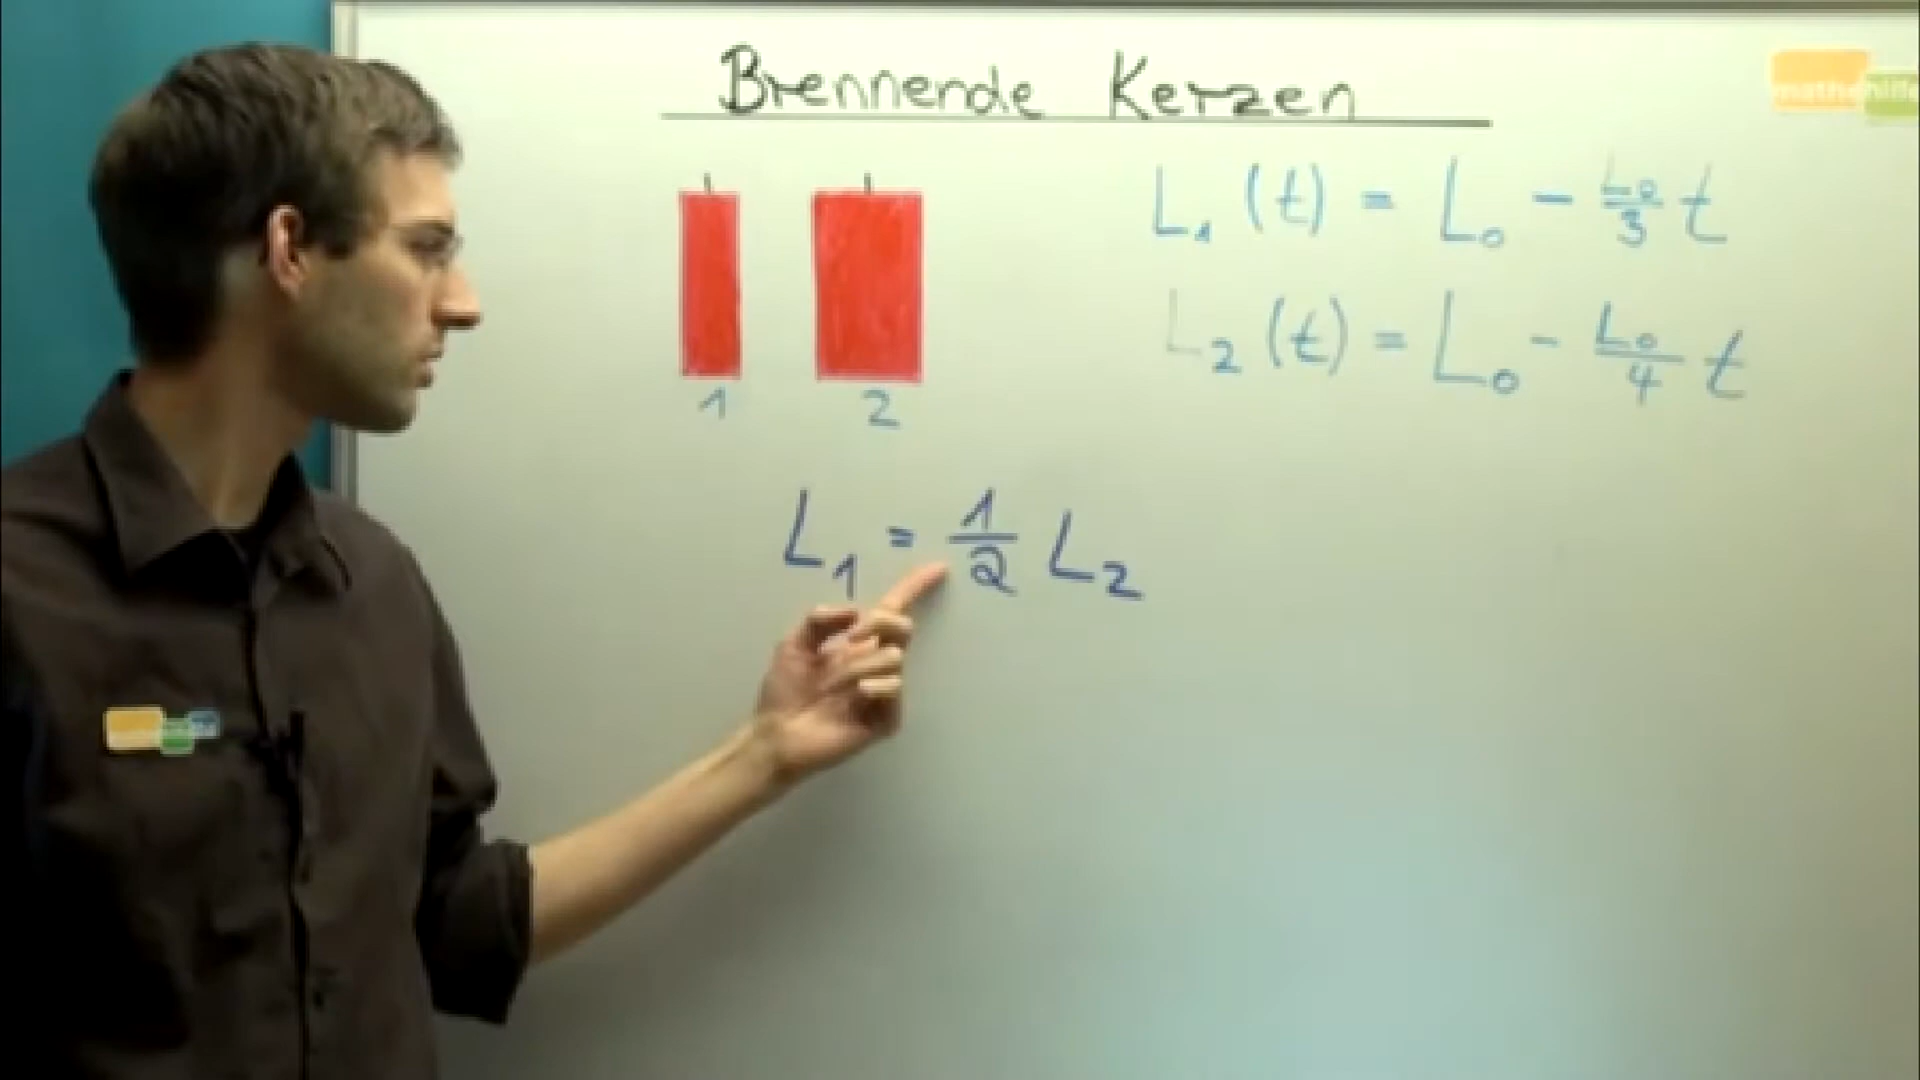 Brennende Kerzen
L₁ (t) = L₀ - L₀/3 t
L₂ (t) = L₀ - L₀/4 t
1 2
L₁ = 1/2 L₂